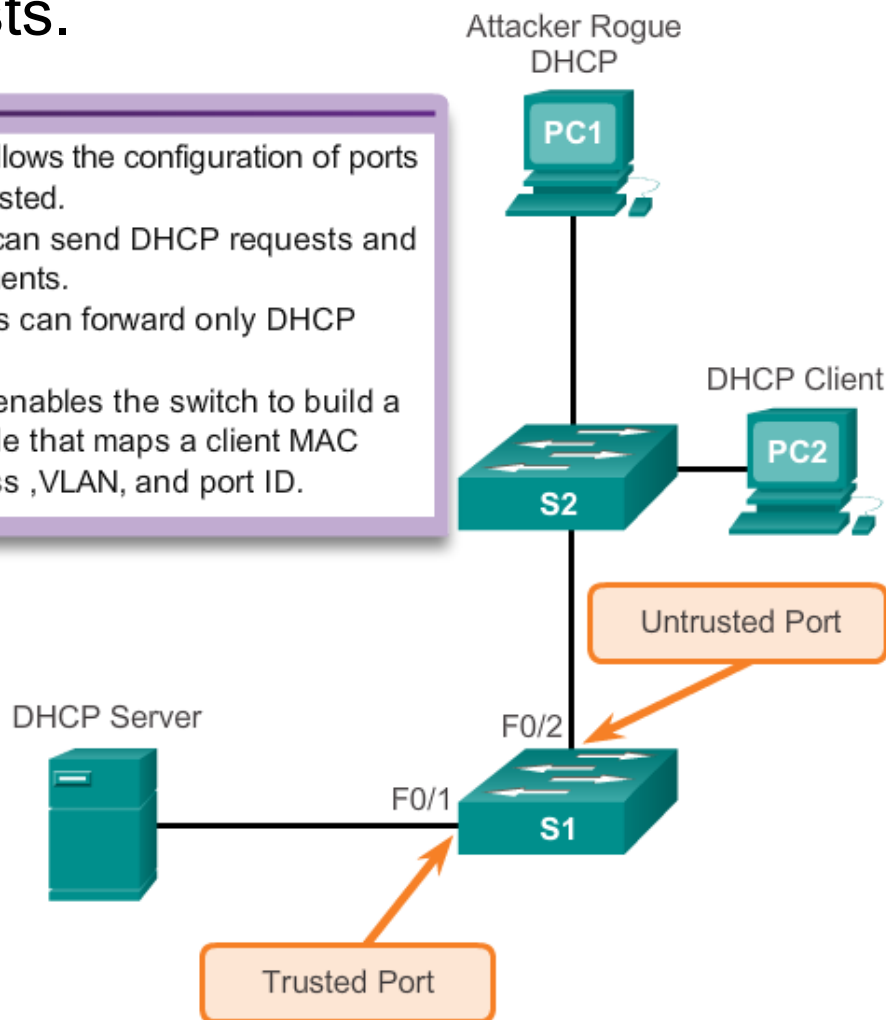 sts.
Attacker Rogue
DHCP
PC1
llows the configuration of ports
sted.
can send DHCP requests and
ents.
s can forward only DHCP
enables the switch to build a
le that maps a client MAC
ss ,VLAN, and port ID.
DHCP Client
PC2
S2
Untrusted Port
DHCP Server
F0/2
F0/1
S1
Trusted Port